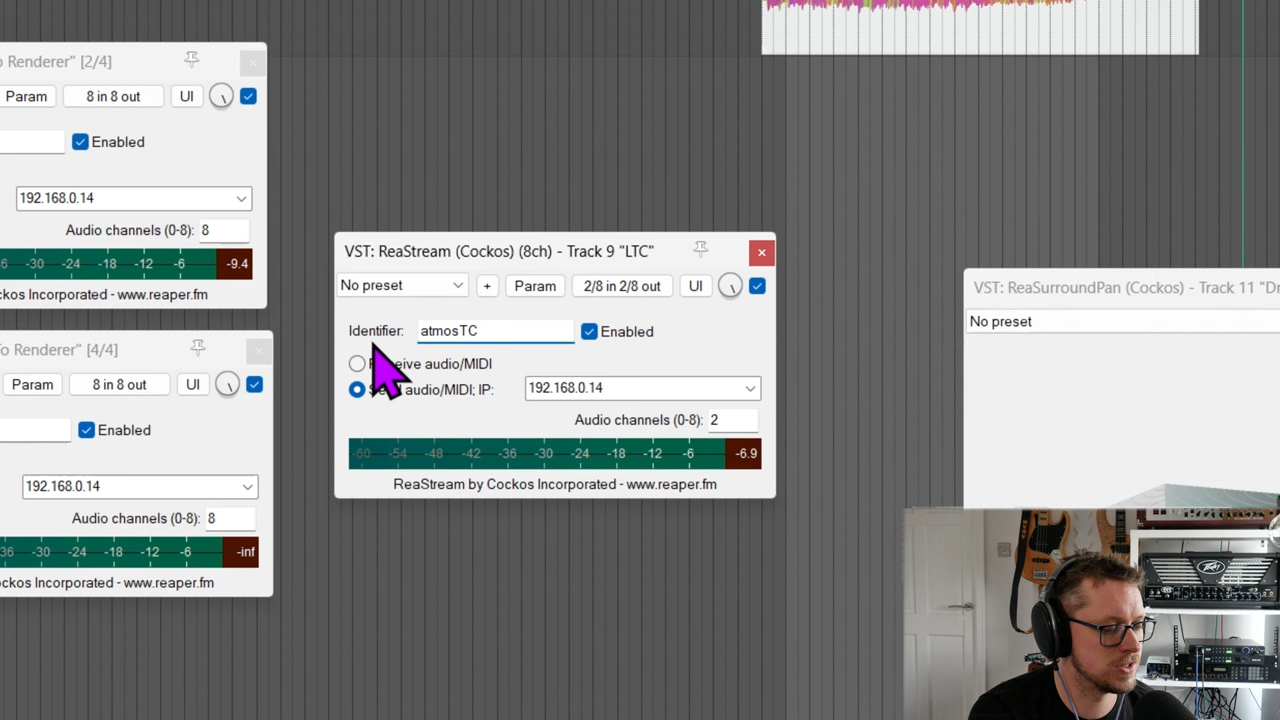 o Renderer" [2/4]
Param
8 in 8 out
UI
Enabled
192.168.0.14
Audio channels (0-8): 8
6 -30 -24 -18 -12 -6 -9.4
ckos Incorporated - www.reaper.fm
o Renderer" [4/4]
Param
8 in 8 out
UI
Enabled
192.168.0.14
Audio channels (0-8): 8
36 -30 -24 -18 -12 -6 -inf
ckos Incorporated - www.reaper.fm
VST: ReaStream (Cockos) (8ch) - Track 9 "LTC"
No preset
+
Param
2/8 in 2/8 out
UI
Identifier: atmosTC
Enabled
eive audio/MIDI
audio/MIDI; IP: 192.168.0.14
Audio channels (0-8): 2
-60 -54 -48 -42 -36 -30 -24 -18 -12 -6 -6.9
ReaStream by Cockos Incorporated - www.reaper.fm
VST: ReaSurroundPan (Cockos) - Track 11 "Dr
No preset
PEAVEY